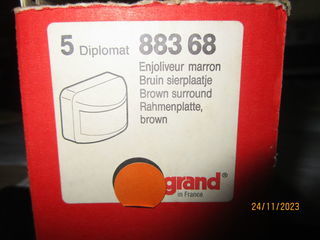 5 Diplomat 883 68
Enjoliveur marron
Bruin sierplaatje
Brown surround
Rahmenplatte,
brown
grand
in France
24/11/2023